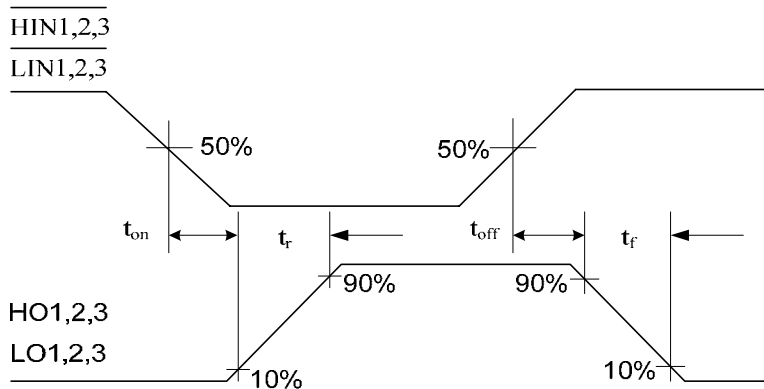 HIN1,2,3
LIN1,2,3
50%
50%
ton
tr
toff
tf
90%
90%
HO1,2,3
LO1,2,3
10%
10%